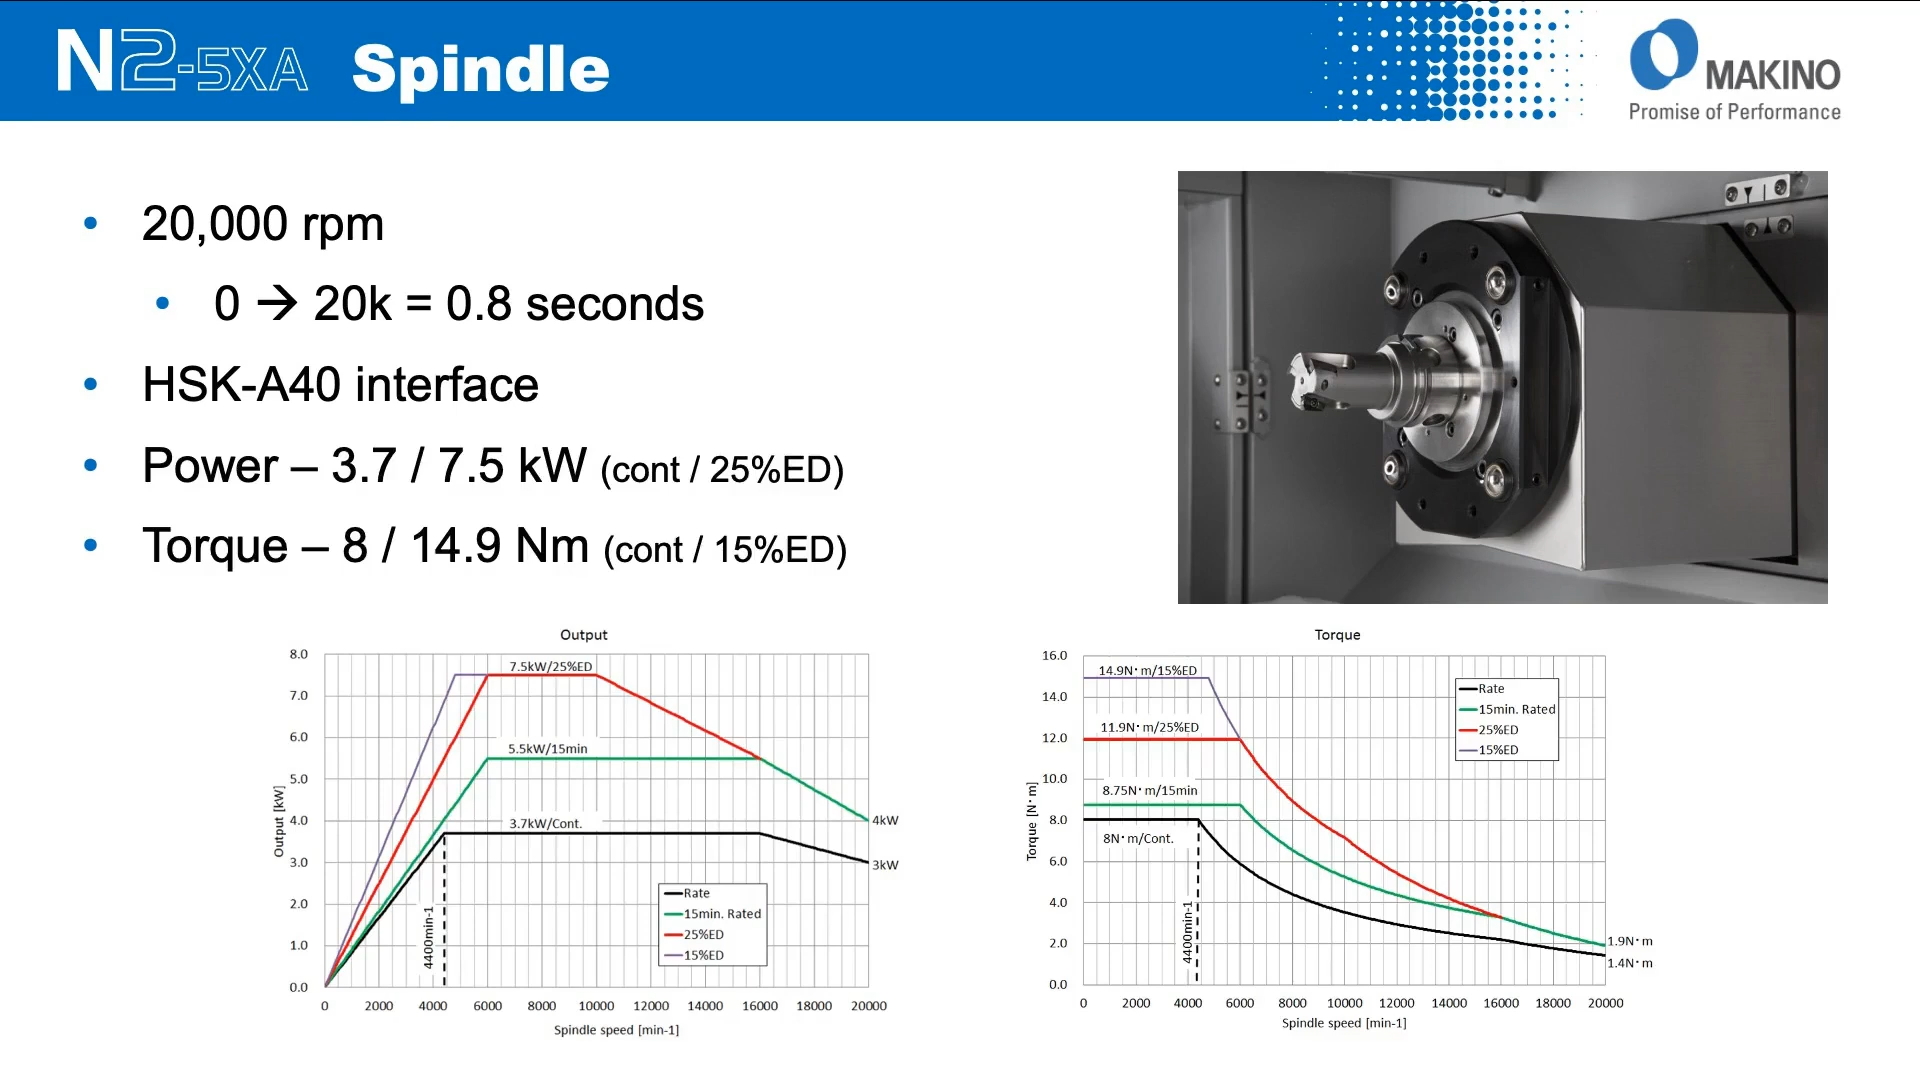 N2-5XA Spindle
MAKINO
Promise of Performance
• 20,000 rpm
• 0 → 20k = 0.8 seconds
• HSK-A40 interface
• Power – 3.7 / 7.5 kW (cont / 25%ED)
• Torque – 8 / 14.9 Nm (cont / 15%ED)
Output
8.0
7.0
6.0
5.0
4.0
3.0
2.0
1.0
0.0
Output [kW]
7.5kW/25%ED
5.5kW/15min
3.7kW/Cont.
4kW
3kW
4400min-1
Rate
15min. Rated
25%ED
15%ED
0 2000 4000 6000 8000 10000 12000 14000 16000 18000 20000
Spindle speed [min-1]
Torque
16.0
14.0
12.0
10.0
8.0
6.0
4.0
2.0
0.0
Torque [N・m]
14.9N・m/15%ED
11.9N・m/25%ED
8.75N・m/15min
8N・m/Cont.
4400min-1
Rate
15min. Rated
25%ED
15%ED
1.9N・m
1.4N・m
0 2000 4000 6000 8000 10000 12000 14000 16000 18000 20000
Spindle speed [min-1]